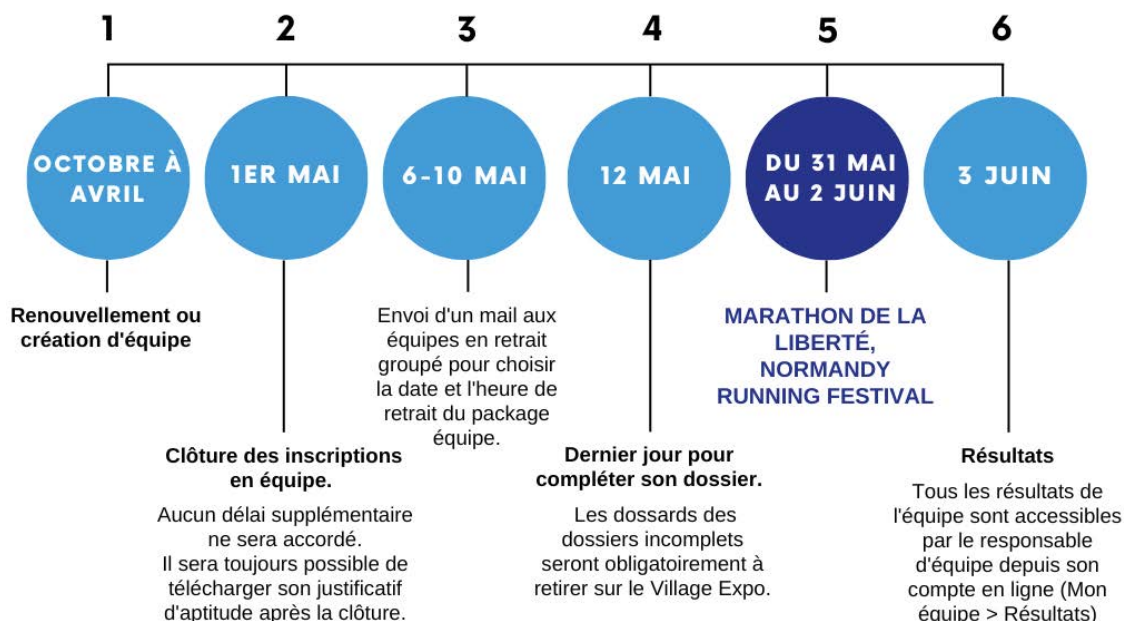 1
2
3
4
5
6
OCTOBRE À
AVRIL
1ER MAI
6-10 MAI
12 MAI
DU 31 MAI
AU 2 JUIN
3 JUIN
Renouvellement ou
création d'équipe
Clôture des inscriptions
en équipe.
Aucun délai supplémentaire
ne sera accordé.
Il sera toujours possible de
télécharger son justificatif
d'aptitude après la clôture.
Envoi d'un mail aux
équipes en retrait
groupé pour choisir
la date et l'heure de
retrait du package
équipe.
Dernier jour pour
compléter son dossier.
Les dossards des
dossiers incomplets
seront obligatoirement à
retirer sur le Village Expo.
MARATHON DE LA
LIBERTÉ,
NORMANDY
RUNNING FESTIVAL
Résultats
Tous les résultats de
l'équipe sont accessibles
par le responsable
d'équipe depuis son
compte en ligne (Mon
équipe > Résultats)